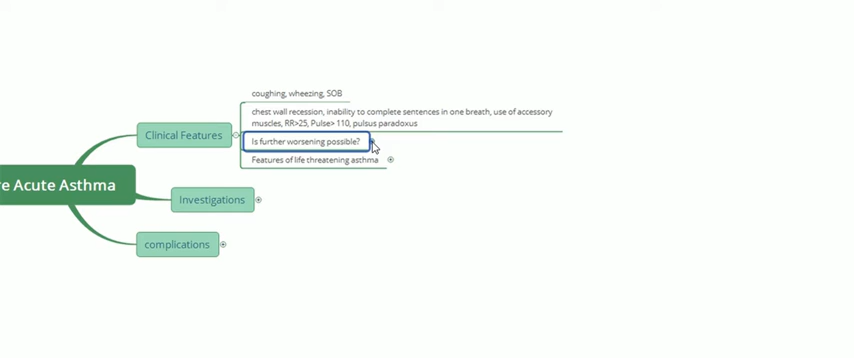 coughing, wheezing, SOB
chest wall recession, inability to complete sentences in one breath, use of accessory
muscles, RR>25, Pulse> 110, pulsus paradoxus
Clinical Features
Is further worsening possible?
Features of life threatening asthma
re Acute Asthma
Investigations
complications